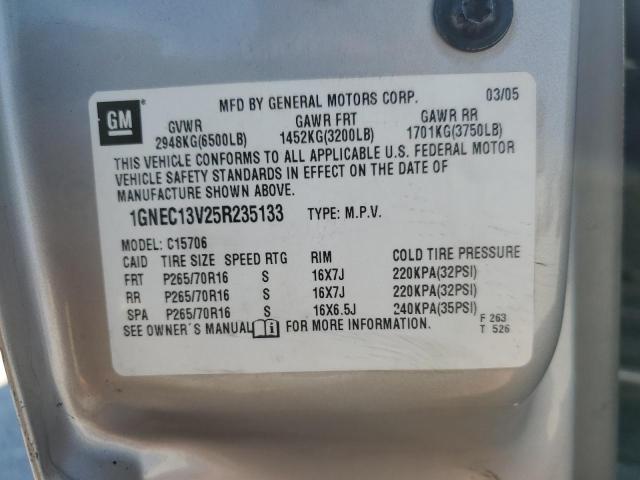 GM
MFD BY GENERAL MOTORS CORP. 03/05
GVWR GAWR FRT GAWR RR
2948KG(6500LB) 1452KG(3200LB) 1701KG(3750LB)
THIS VEHICLE CONFORMS TO ALL APPLICABLE U.S. FEDERAL MOTOR
VEHICLE SAFETY STANDARDS IN EFFECT ON THE DATE OF
MANUFACTURE SHOWN ABOVE.
1GNEC13V25R235133 TYPE: M.P.V.
MODEL: C15706
CAID TIRE SIZE SPEED RTG RIM COLD TIRE PRESSURE
FRT P265/70R16 S 16X7J 220KPA(32PSI)
RR P265/70R16 S 16X7J 220KPA(32PSI)
SPA P265/70R16 S 16X6.5J 240KPA(35PSI)
SEE OWNER'S MANUAL FOR MORE INFORMATION.
F 263
T 526